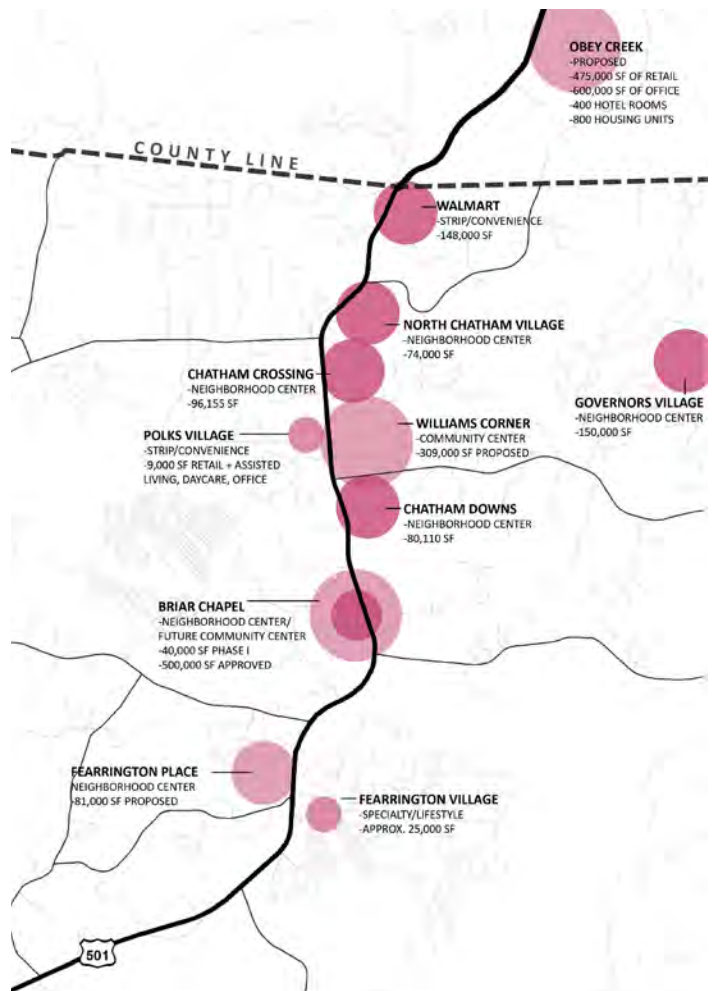 OBEY CREEK
-PROPOSED
-475,000 SF OF RETAIL
-600,000 SF OF OFFICE
-400 HOTEL ROOMS
-800 HOUSING UNITS
COUNTY LINE
WALMART
-STRIP/CONVENIENCE
-148,000 SF
NORTH CHATHAM VILLAGE
-NEIGHBORHOOD CENTER
-74,000 SF
CHATHAM CROSSING
-NEIGHBORHOOD CENTER
-96,155 SF
GOVERNORS VILLAGE
-NEIGHBORHOOD CENTER
-150,000 SF
WILLIAMS CORNER
-COMMUNITY CENTER
-309,000 SF PROPOSED
POLKS VILLAGE
-STRIP/CONVENIENCE
-9,000 SF RETAIL + ASSISTED
LIVING, DAYCARE, OFFICE
CHATHAM DOWNS
-NEIGHBORHOOD CENTER
-80,110 SF
BRIAR CHAPEL
-NEIGHBORHOOD CENTER/
FUTURE COMMUNITY CENTER
-40,000 SF PHASE I
-500,000 SF APPROVED
FEARRINGTON PLACE
NEIGHBORHOOD CENTER
-81,000 SF PROPOSED
FEARRINGTON VILLAGE
-SPECIALTY/LIFESTYLE
-APPROX. 25,000 SF
501